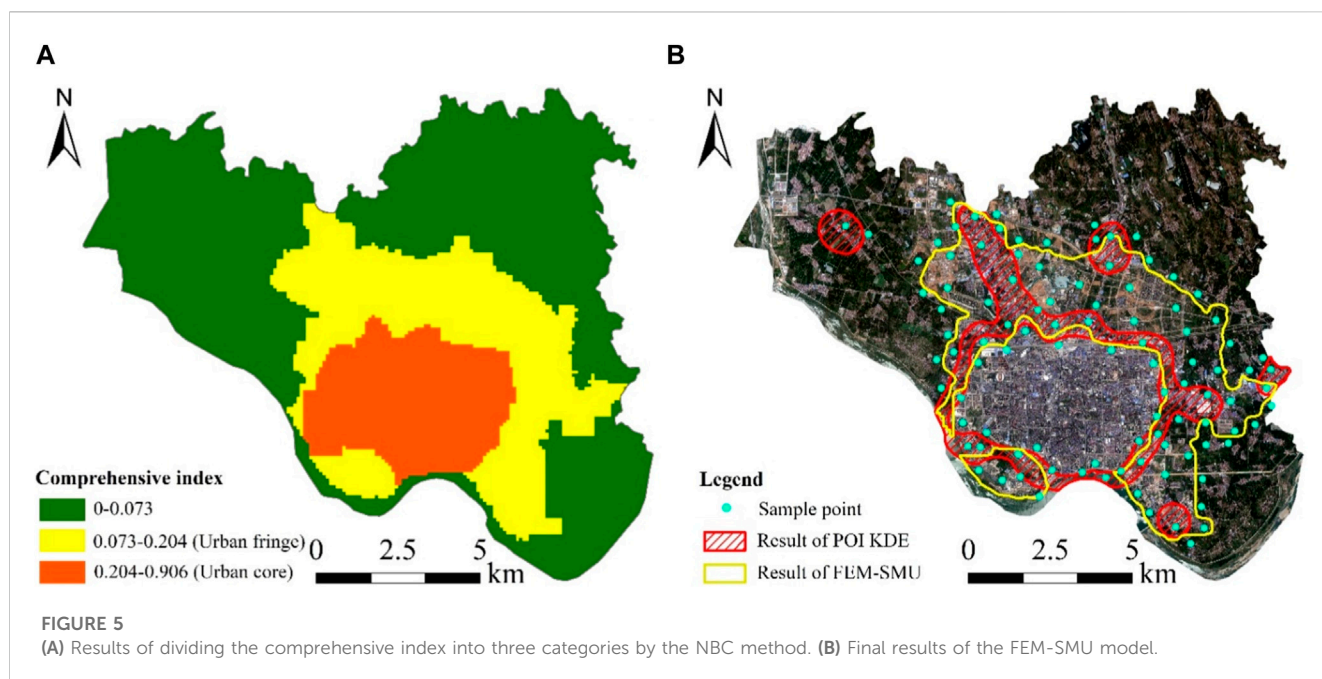 A
B
N
N
Comprehensive index
0-0.073
0.073-0.204 (Urban fringe)
0.204-0.906 (Urban core)
0 2.5 5
km
Legend
Sample point
Result of POI KDE
Result of FEM-SMU
0 2.5 5
km
FIGURE 5
(A) Results of dividing the comprehensive index into three categories by the NBC method. (B) Final results of the FEM-SMU model.